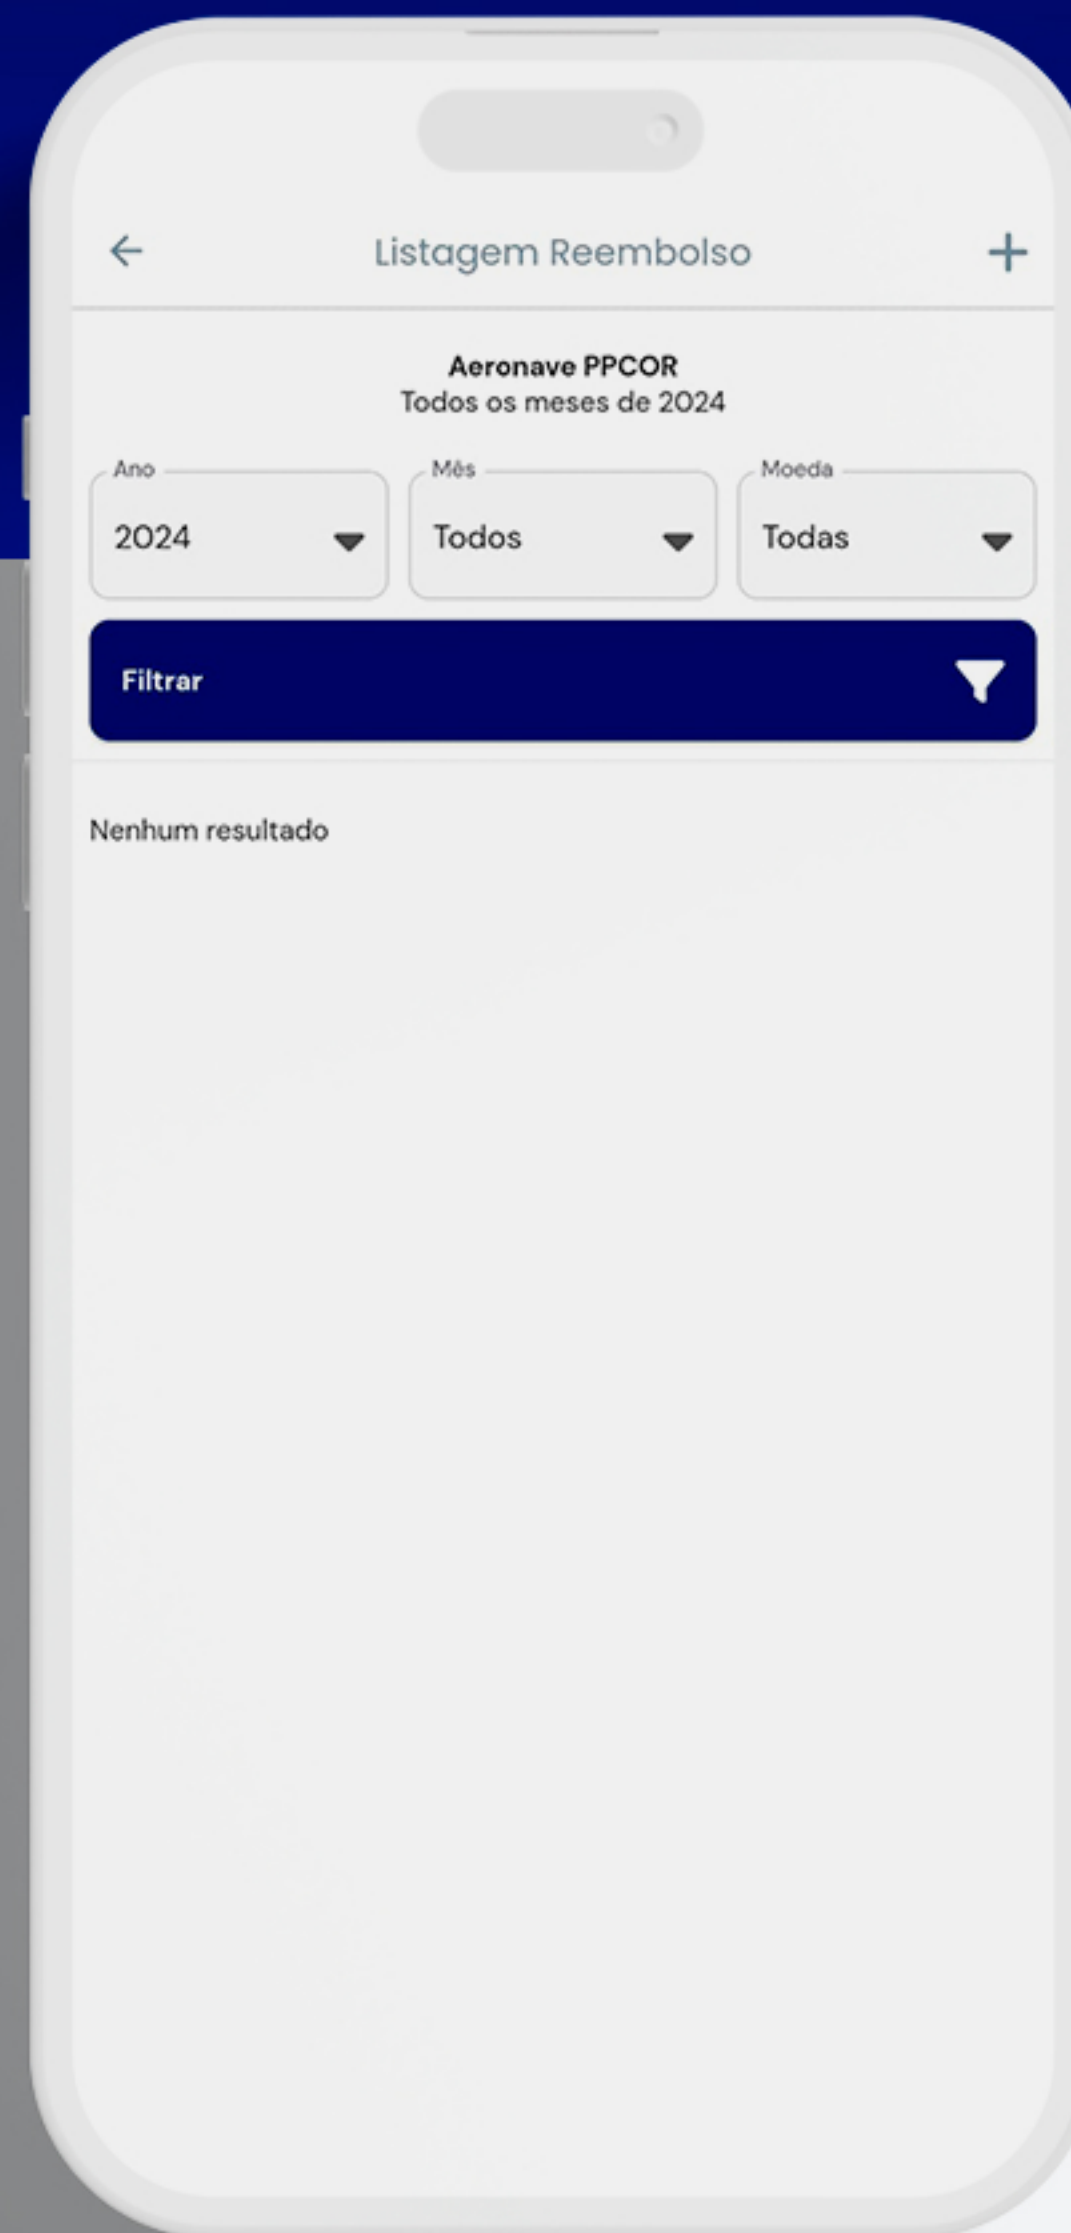 Listagem Reembolso
Aeronave PPCOR
Todos os meses de 2024
Ano Mês Moeda
2024 Todos Todas
Filtrar
Nenhum resultado